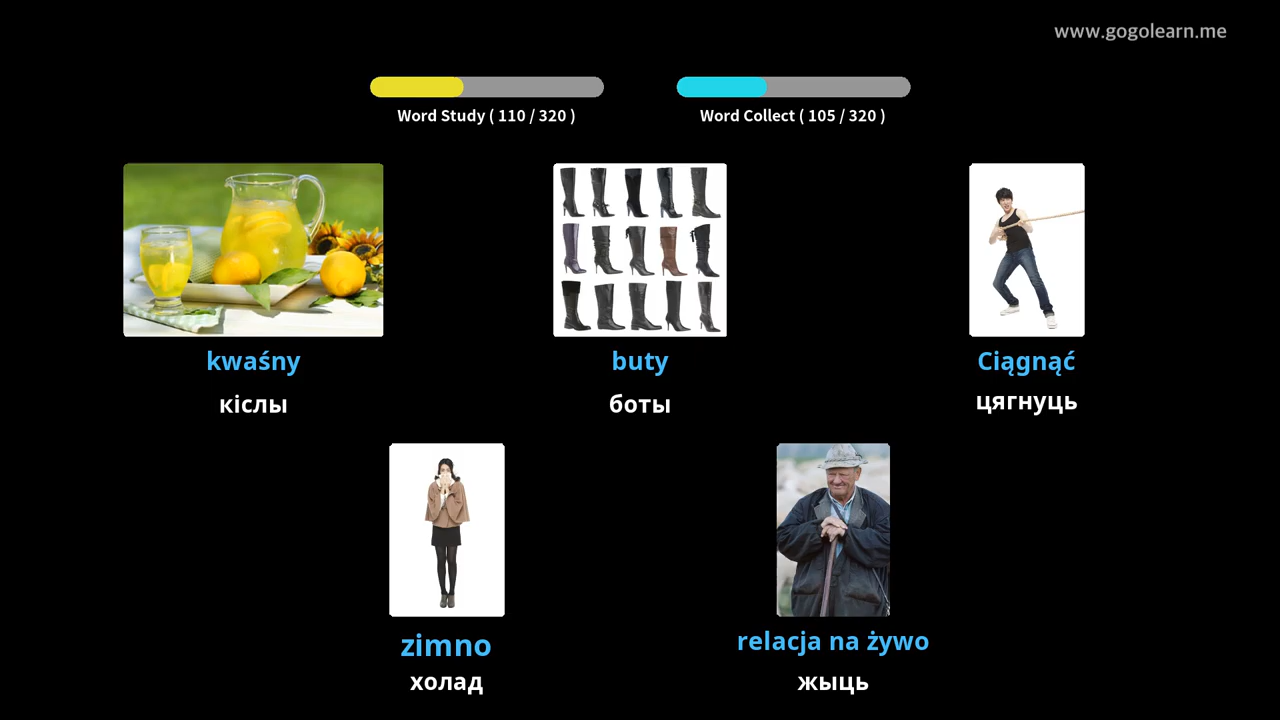 www.gogolearn.me
Word Study ( 110 / 320 )
Word Collect ( 105 / 320 )
kwaśny
buty
Ciągnąć
кіслы
боты
цягнуць
zimno
relacja na żywo
холад
жыць